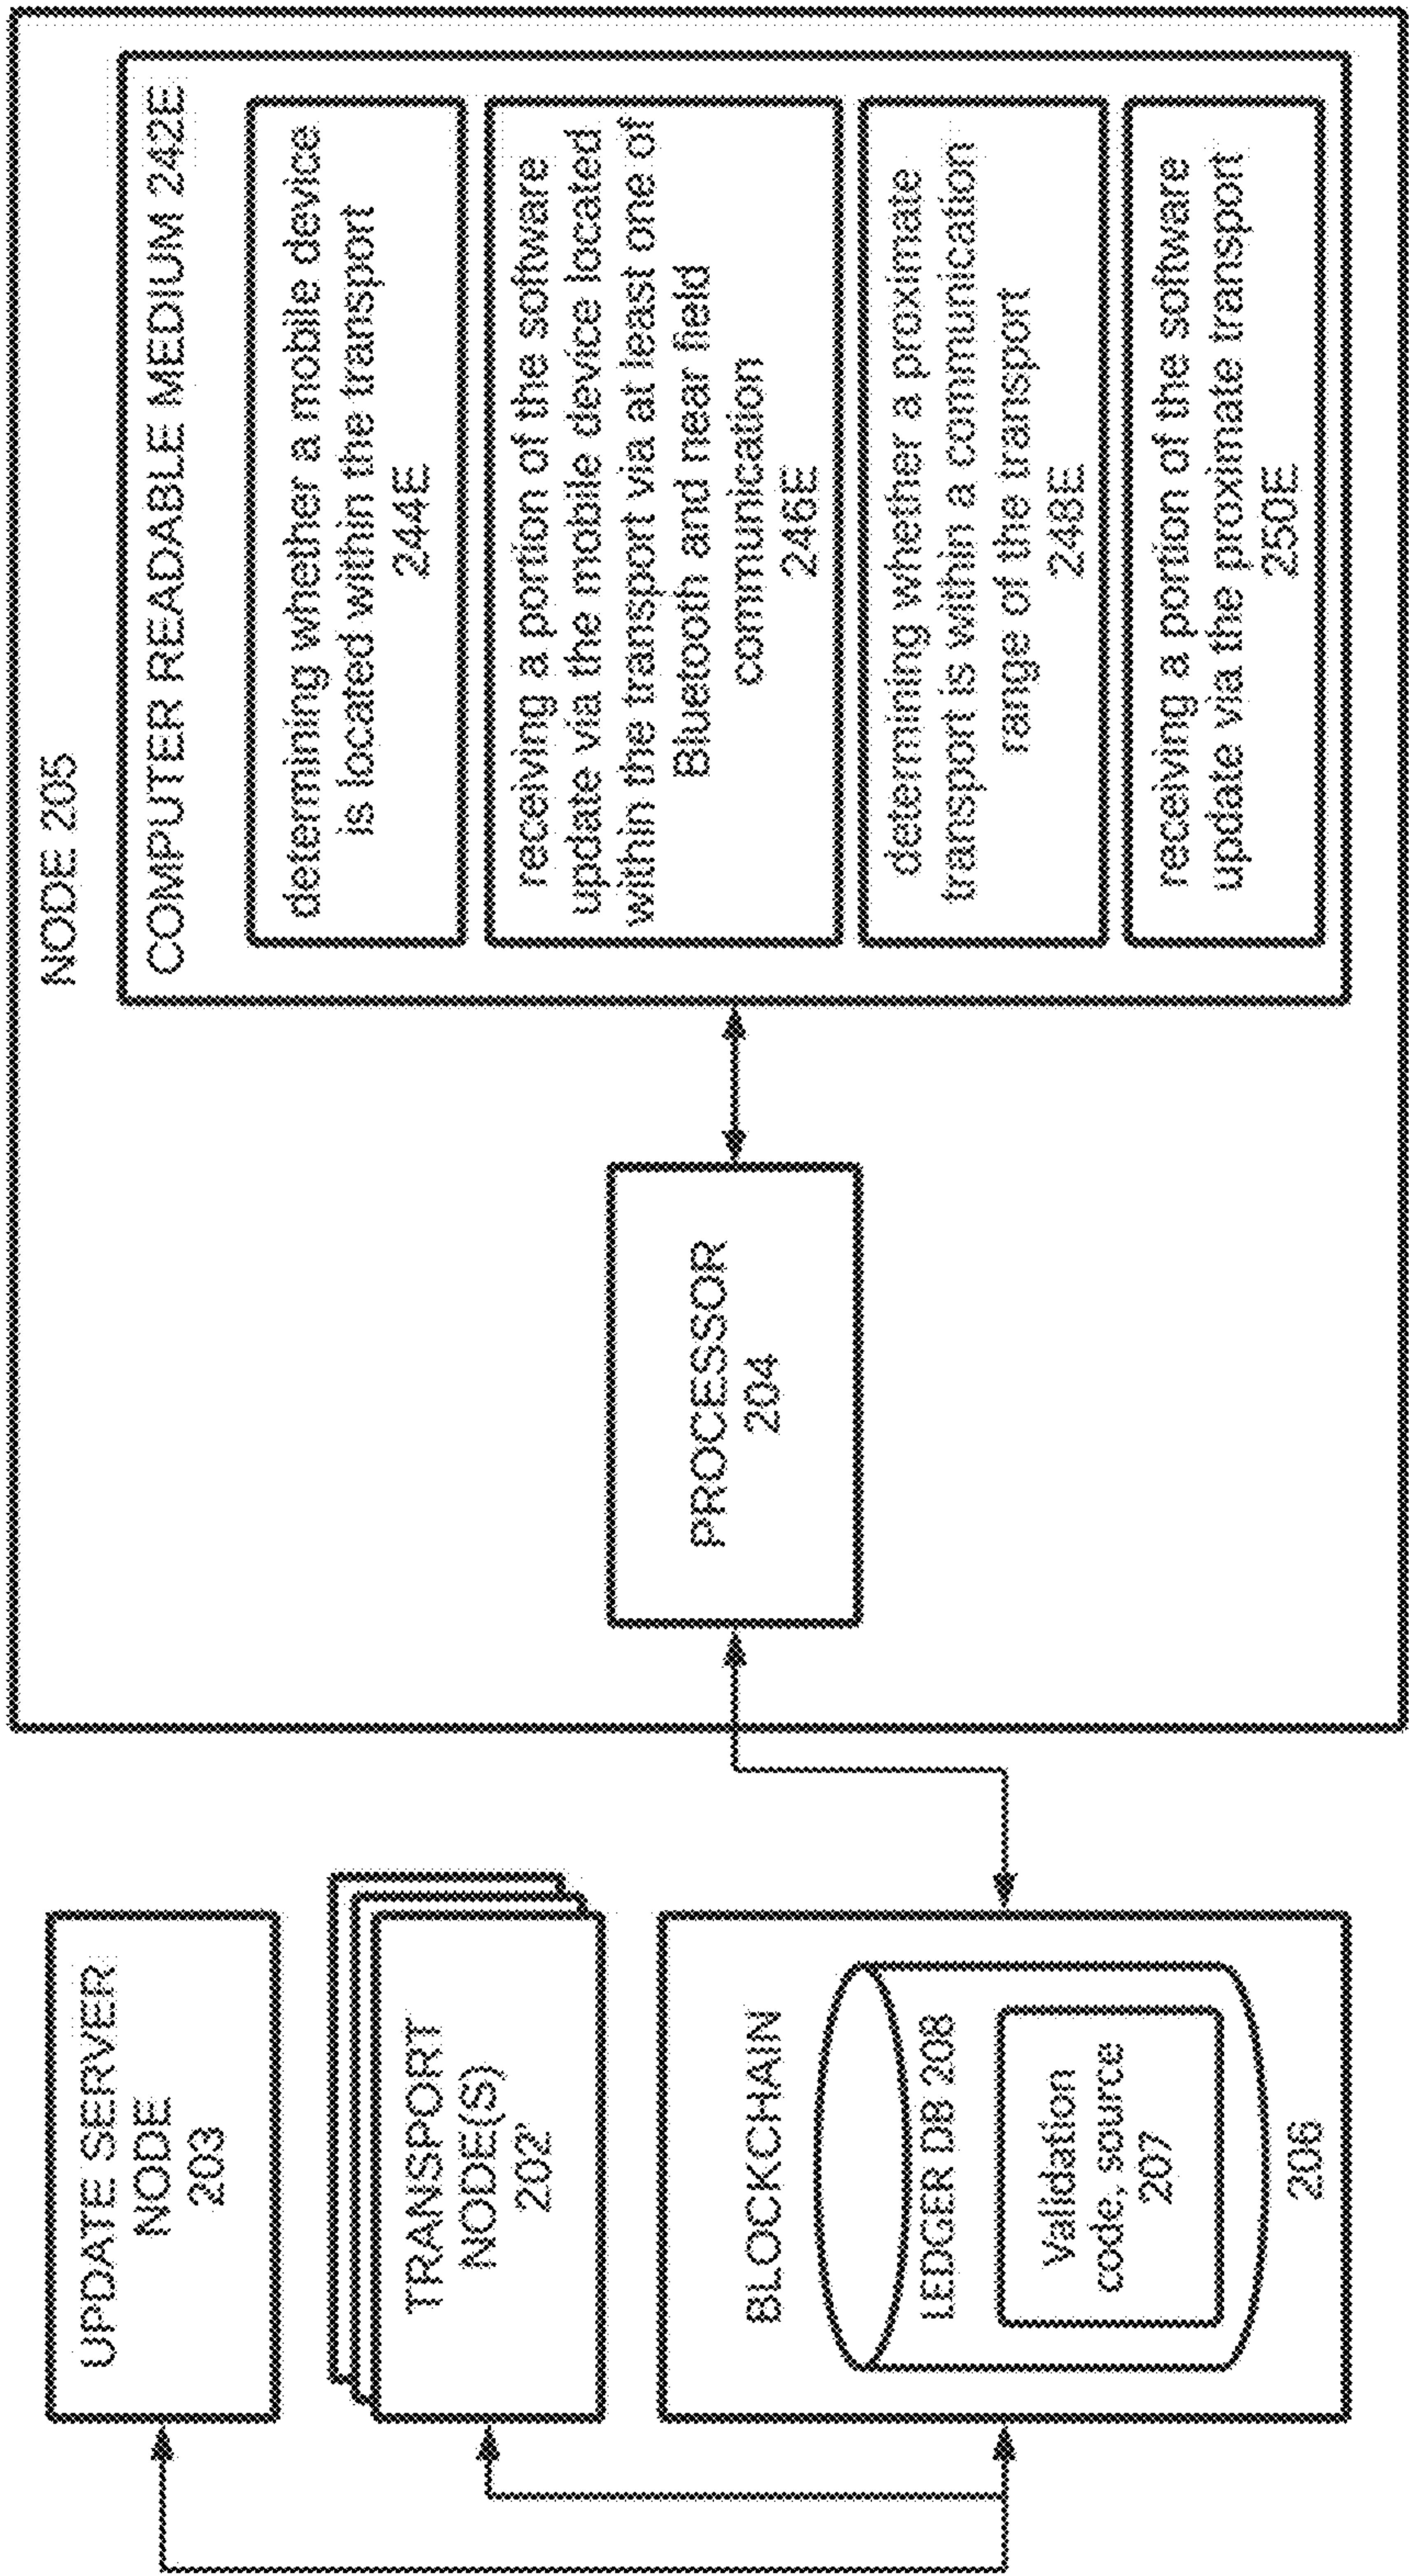 UPDATE SERVER
NODE
203
TRANSPORT
NODE(S)
202'
BLOCKCHAIN
LEDGER DB 208
Validation
code, source
207
206
NODE 205
PROCESSOR
204
COMPUTER READABLE MEDIUM 242E
determining whether a mobile device
is located within the transport
244E
receiving a portion of the software
update via the mobile device located
within the transport via at least one of
Bluetooth and near field
communication
246E
determining whether a proximate
transport is within a communication
range of the transport
248E
receiving a portion of the software
update via the proximate transport
250E